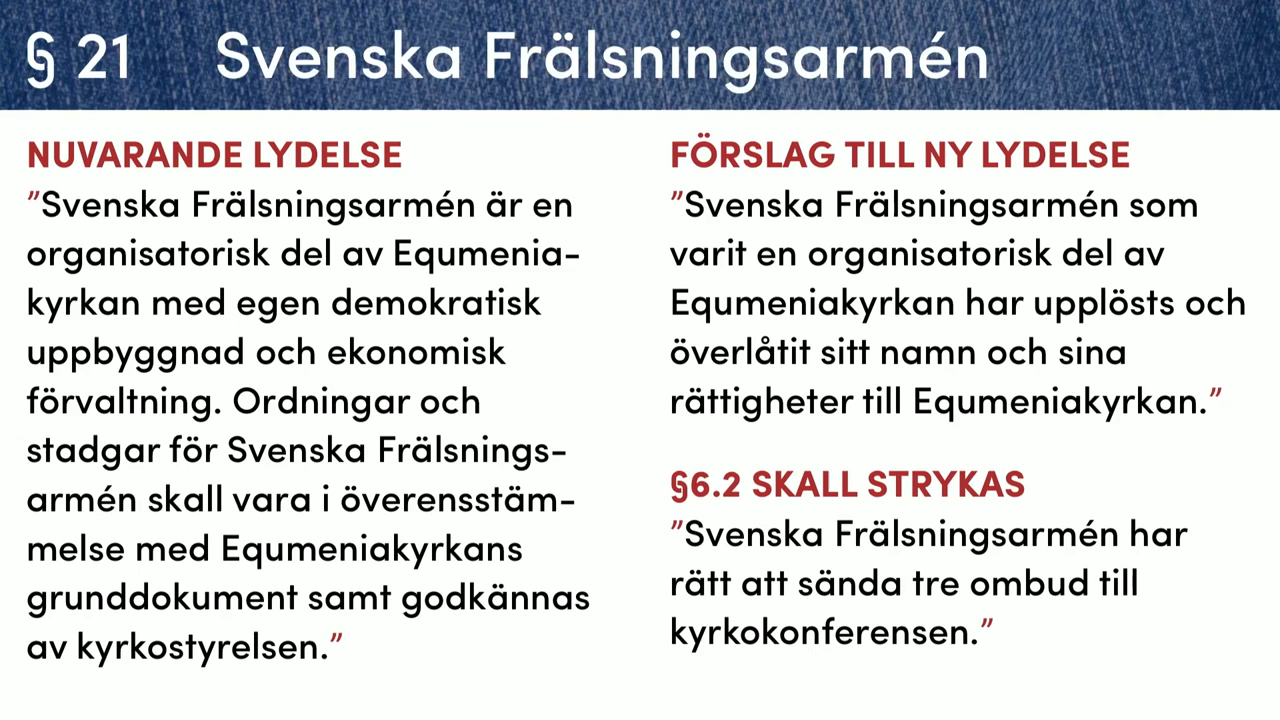 § 21 Svenska Frälsningsarmén
NUVARANDE LYDELSE
”Svenska Frälsningsarmén är en
organisatorisk del av Equmenia-
kyrkan med egen demokratisk
uppbyggnad och ekonomisk
förvaltning. Ordningar och
stadgar för Svenska Frälsnings-
armén skall vara i överensstäm-
melse med Equmeniakyrkans
grunddokument samt godkännas
av kyrkostyrelsen.”
FÖRSLAG TILL NY LYDELSE
”Svenska Frälsningsarmén som
varit en organisatorisk del av
Equmeniakyrkan har upplösts och
överlåtit sitt namn och sina
rättigheter till Equmeniakyrkan.”
§6.2 SKALL STRYKAS
”Svenska Frälsningsarmén har
rätt att sända tre ombud till
kyrkokonferensen.”